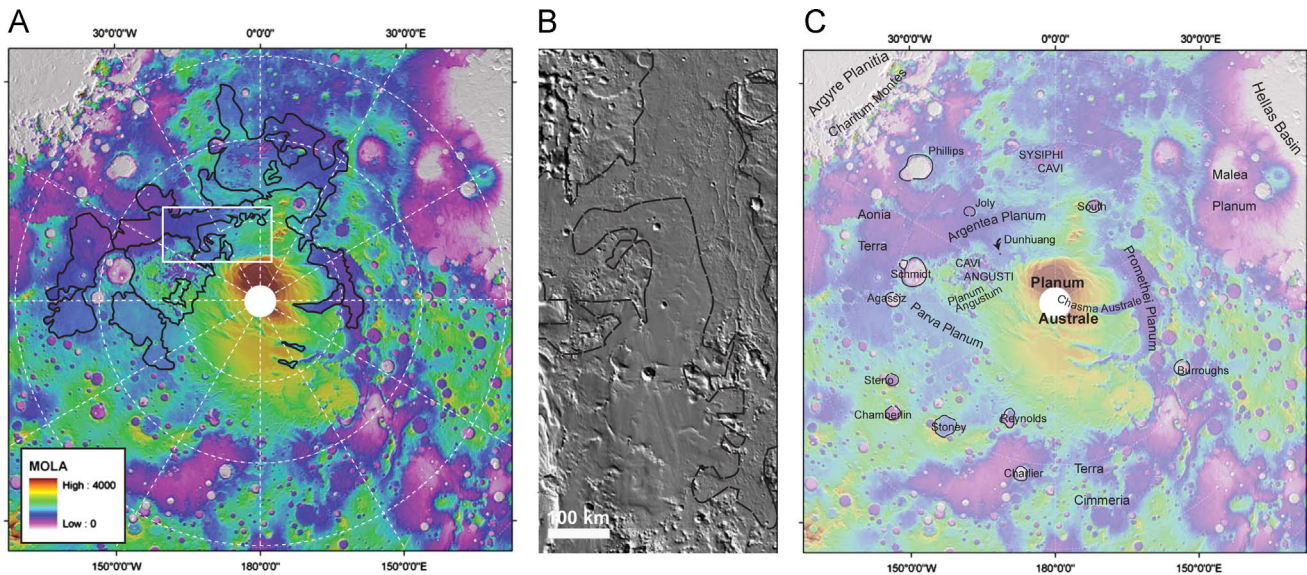 A
30°0'0"W 0°0'0" 30°0'0"E
MOLA
High : 4000
Low : 0
150°0'0"W 180°0'0" 150°0'0"E
B
100 km
C
30°0'0"W 0°0'0" 30°0'0"E
Argyre Planitia
Charitum Montes
Hellas Basin
Phillips
SYSIPHI
CAVI
Malea
Planum
Joly
South
Aonia
Terra
Argentea Planum
Dunhuang
Schmidt
CAVI
ANGUSTI
Planum
Angustum
Planum
Australe
Chasma Australe
Promethei Planum
Agassiz
Parva Planum
Burroughs
Steno
Chamberlin
Stoney
Reynolds
Charlier
Terra
Cimmeria
150°0'0"W 180°0'0" 150°0'0"E